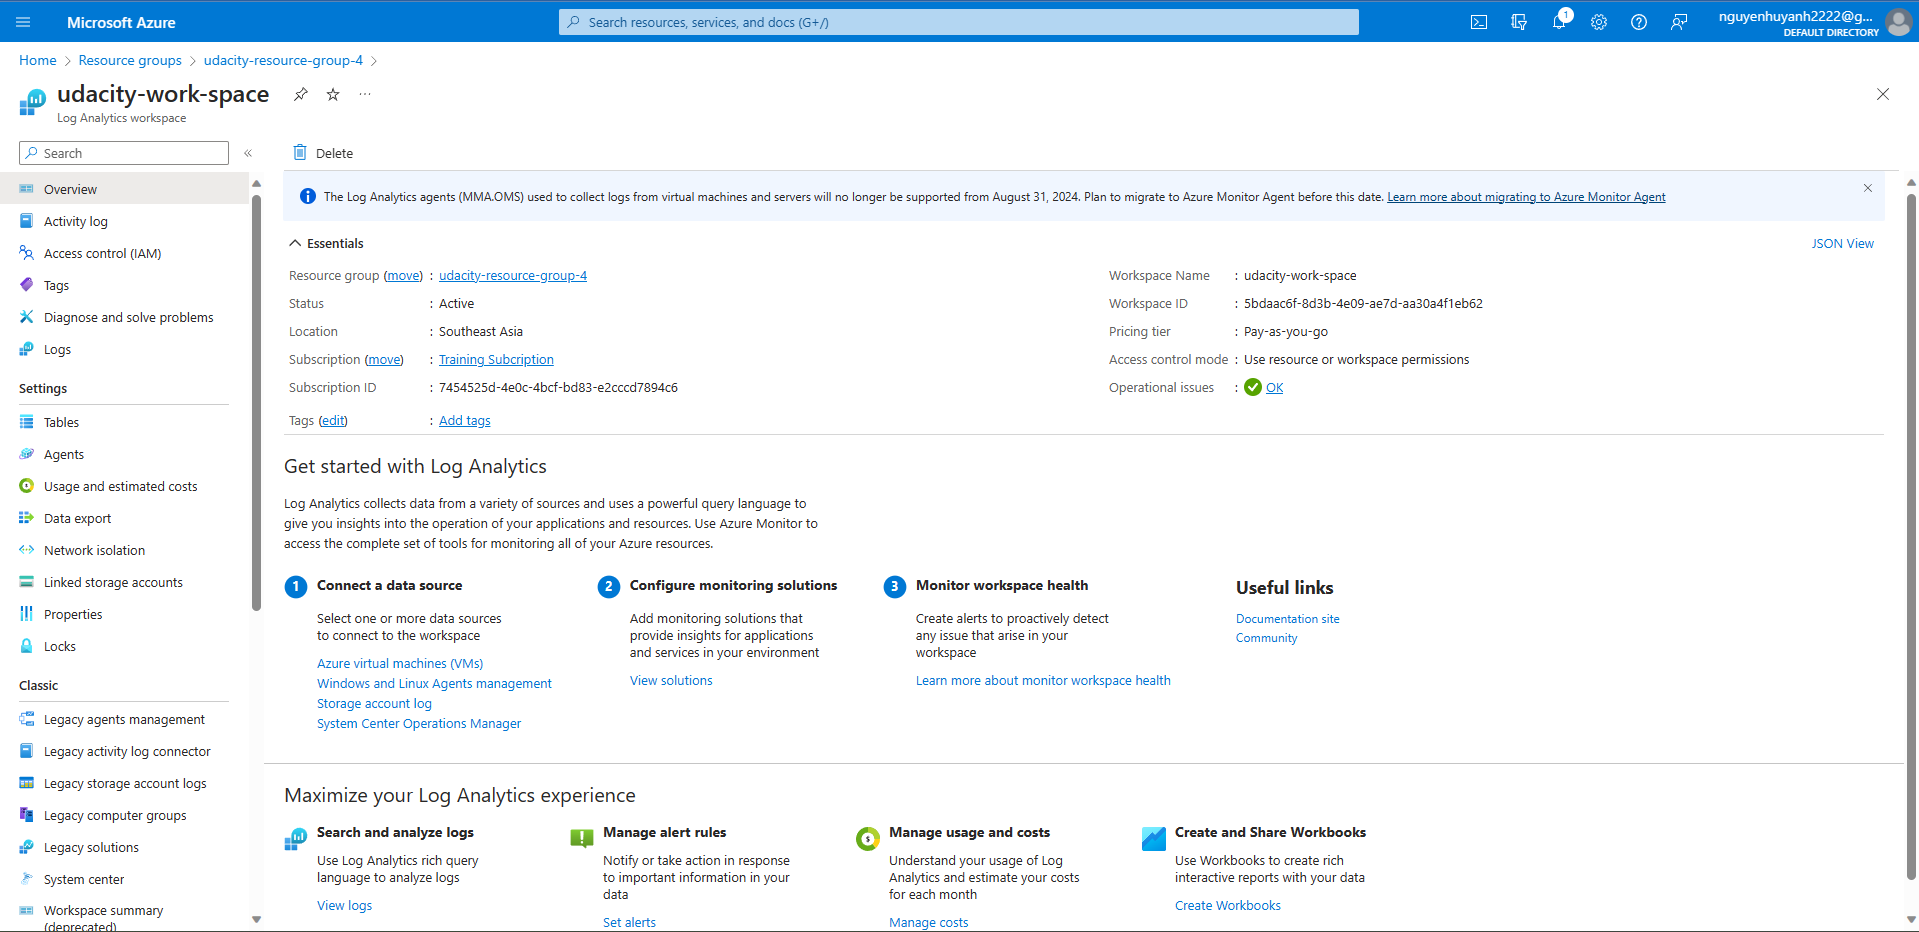 Microsoft Azure
Search resources, services, and docs (G+/)
1
nguyenhuyanh2222@g...
DEFAULT DIRECTORY
Home > Resource groups > udacity-resource-group-4 >
udacity-work-space
Log Analytics workspace
Search
Delete
Overview
Activity log
Access control (IAM)
Tags
Diagnose and solve problems
Logs
Settings
Tables
Agents
Usage and estimated costs
Data export
Network isolation
Linked storage accounts
Properties
Locks
Classic
Legacy agents management
Legacy activity log connector
Legacy storage account logs
Legacy computer groups
Legacy solutions
System center
Workspace summary
(deprecated)
The Log Analytics agents (MMA.OMS) used to collect logs from virtual machines and servers will no longer be supported from August 31, 2024. Plan to migrate to Azure Monitor Agent before this date. Learn more about migrating to Azure Monitor Agent
Essentials
JSON View
Resource group (move) : udacity-resource-group-4
Status : Active
Location : Southeast Asia
Subscription (move) : Training Subcription
Subscription ID : 7454525d-4e0c-4bcf-bd83-e2cccd7894c6
Tags (edit) : Add tags
Workspace Name : udacity-work-space
Workspace ID : 5bdaac6f-8d3b-4e09-ae7d-aa30a4f1eb62
Pricing tier : Pay-as-you-go
Access control mode : Use resource or workspace permissions
Operational issues : OK
Get started with Log Analytics
Log Analytics collects data from a variety of sources and uses a powerful query language to
give you insights into the operation of your applications and resources. Use Azure Monitor to
access the complete set of tools for monitoring all of your Azure resources.
1 Connect a data source
Select one or more data sources
to connect to the workspace
Azure virtual machines (VMs)
Windows and Linux Agents management
Storage account log
System Center Operations Manager
2 Configure monitoring solutions
Add monitoring solutions that
provide insights for applications
and services in your environment
View solutions
3 Monitor workspace health
Create alerts to proactively detect
any issue that arise in your
workspace
Learn more about monitor workspace health
Useful links
Documentation site
Community
Maximize your Log Analytics experience
Search and analyze logs
Use Log Analytics rich query
language to analyze logs
View logs
Manage alert rules
Notify or take action in response
to important information in your
data
Set alerts
Manage usage and costs
Understand your usage of Log
Analytics and estimate your costs
for each month
Manage costs
Create and Share Workbooks
Use Workbooks to create rich
interactive reports with your data
Create Workbooks